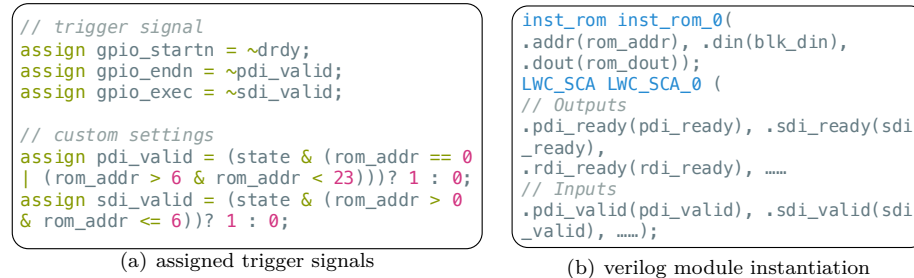 // trigger signal
assign gpio_startn = ~drdy;
assign gpio_endn = ~pdi_valid;
assign gpio_exec = ~sdi_valid;
// custom settings
assign pdi_valid = (state & (rom_addr == 0
| (rom_addr > 6 & rom_addr < 23)))? 1 : 0;
assign sdi_valid = (state & (rom_addr > 0
& rom_addr <= 6))? 1 : 0;
(a) assigned trigger signals
inst_rom inst_rom_0(
.addr(rom_addr), .din(blk_din),
.dout(rom_dout));
LWC_SCA LWC_SCA_0 (
// Outputs
.pdi_ready(pdi_ready), .sdi_ready(sdi
_ready),
.rdi_ready(rdi_ready), ……
// Inputs
.pdi_valid(pdi_valid), .sdi_valid(sdi
_valid), ……);
(b) verilog module instantiation